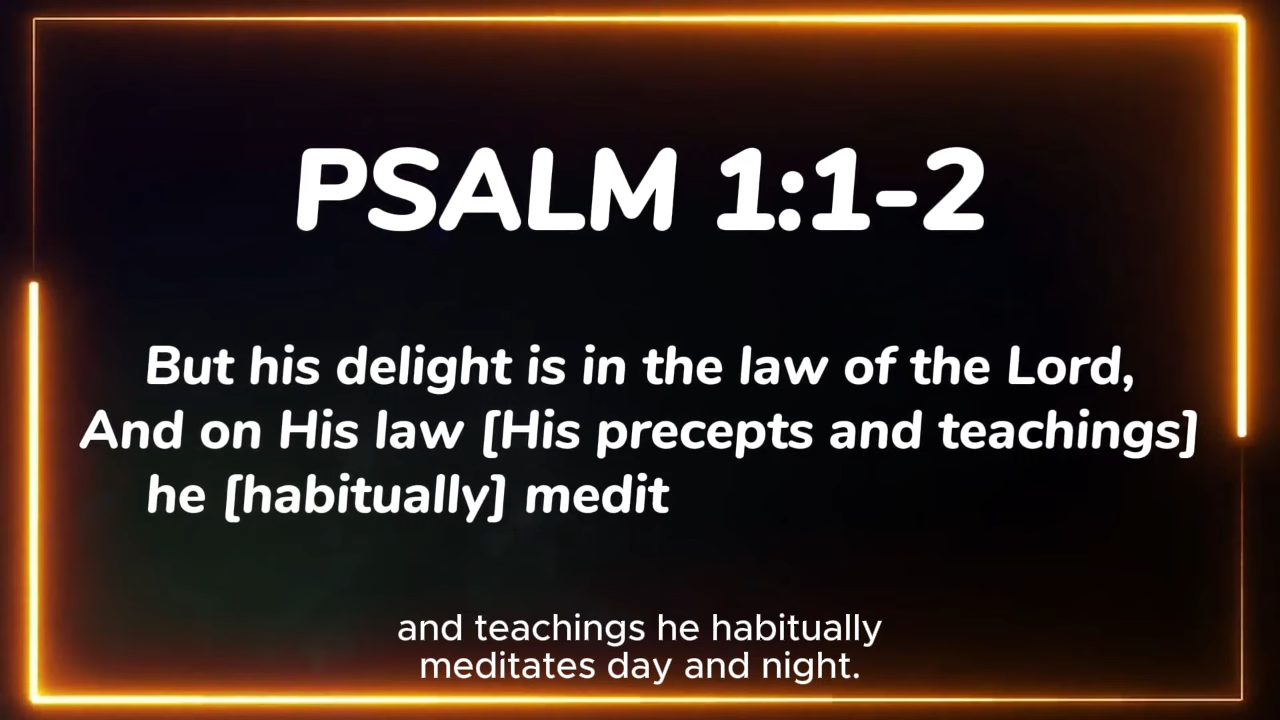 PSALM 1:1-2
But his delight is in the law of the Lord,
And on His law [His precepts and teachings]
he [habitually] medit
and teachings he habitually
meditates day and night.